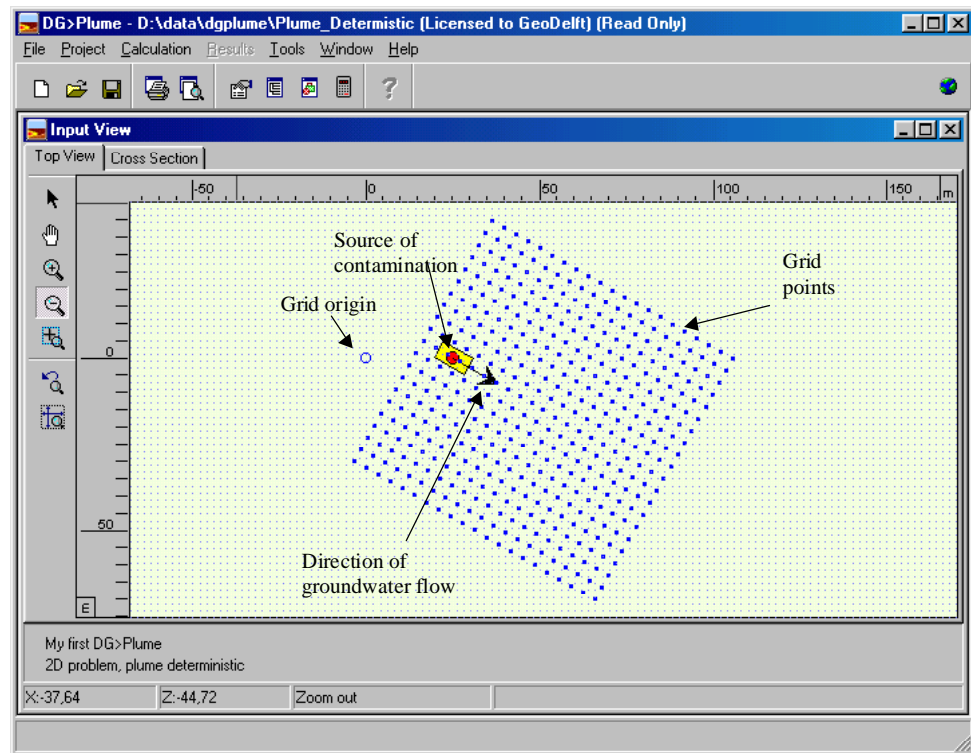 DG>Plume - D:\data\dgplume\Plume_Determistic (Licensed to GeoDelft) (Read Only)
File Project Calculation Results Tools Window Help
Input View
Top View Cross Section
-50 0 50 100 150 m
Source of
contamination
Grid
points
Grid origin
0
50
Direction of
groundwater flow
E
My first DG>Plume
2D problem, plume deterministic
X:-37,64 Z:-44,72 Zoom out